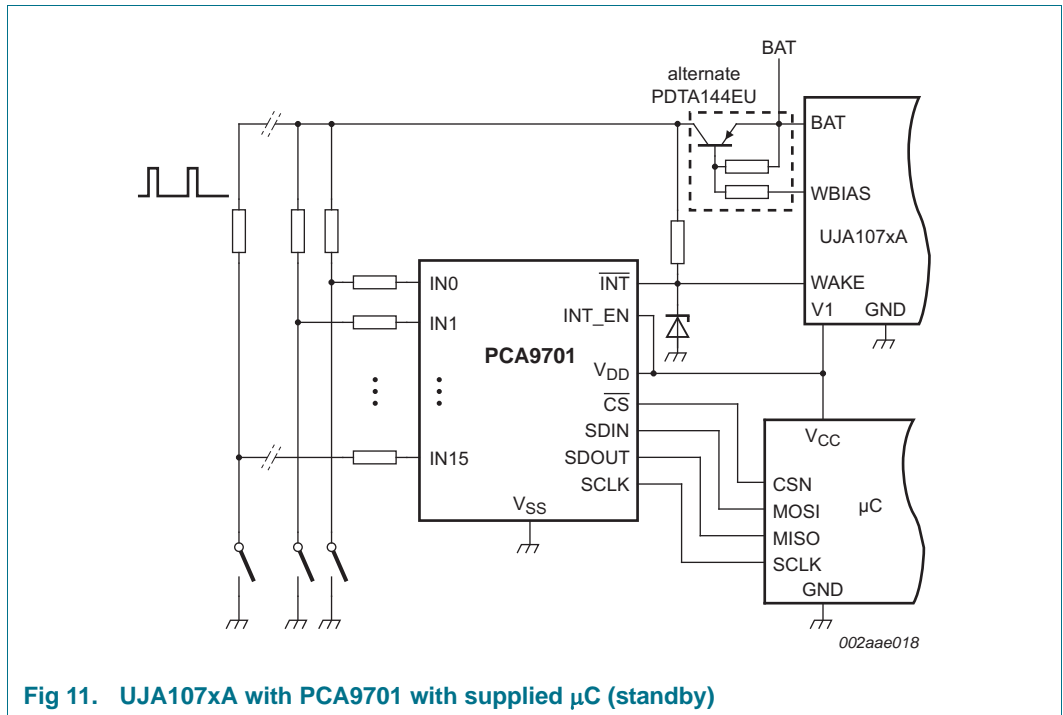 BAT
alternate
PDTA144EU
BAT
WBIAS
UJA107xA
WAKE
V1 GND
IN0
IN1
IN15
PCA9701
INT
INT_EN
VDD
CS
SDIN
SDOUT
SCLK
VSS
VCC
CSN
MOSI
MISO
SCLK
GND
μC
002aae018
Fig 11. UJA107xA with PCA9701 with supplied μC (standby)